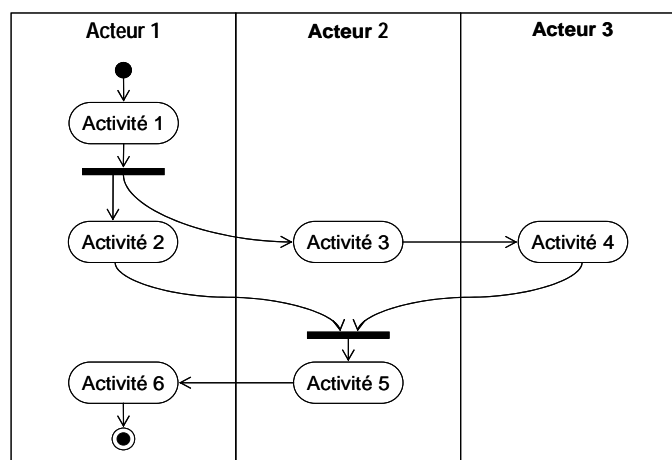 Acteur 1
Acteur 2
Acteur 3
Activité 1
Activité 2
Activité 3
Activité 4
Activité 6
Activité 5